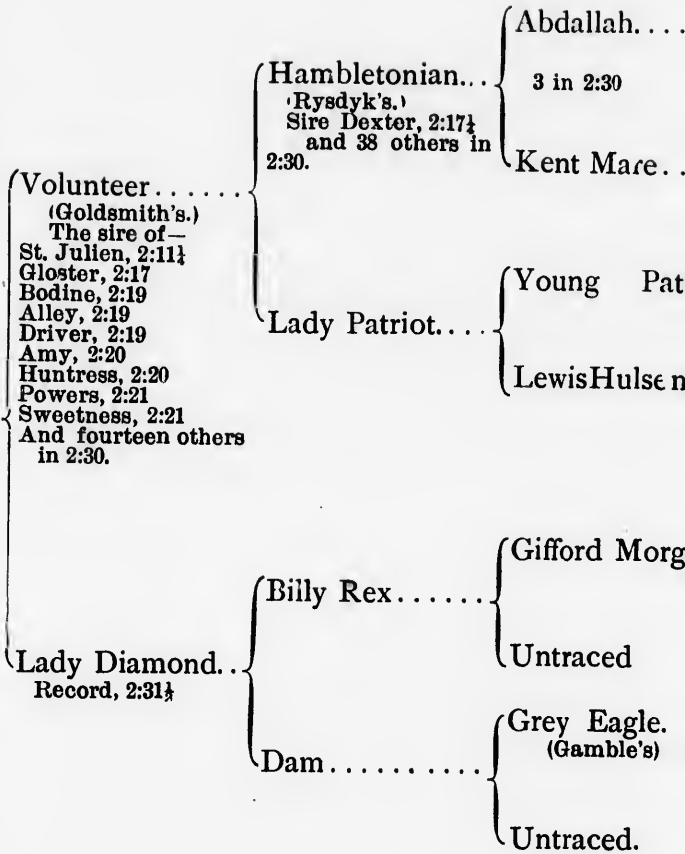 Abdallah....
Hambletonian...
3 in 2:30
(Rysdyk's.)
Sire Dexter, 2:17¼
and 38 others in
2:30.
Kent Mare..
Volunteer......
(Goldsmith's.)
The sire of—
St. Julien, 2:11¼
Gloster, 2:17
Bodine, 2:19
Alley, 2:19
Driver, 2:19
Amy, 2:20
Huntress, 2:20
Powers, 2:21
Sweetness, 2:21
And fourteen others
in 2:30.
Young Pat
Lady Patriot....
Lewis Hulse n
Gifford Morg
Billy Rex......
Untraced
Lady Diamond..
Record, 2:31½
Grey Eagle.
(Gamble's)
Dam..........
Untraced.